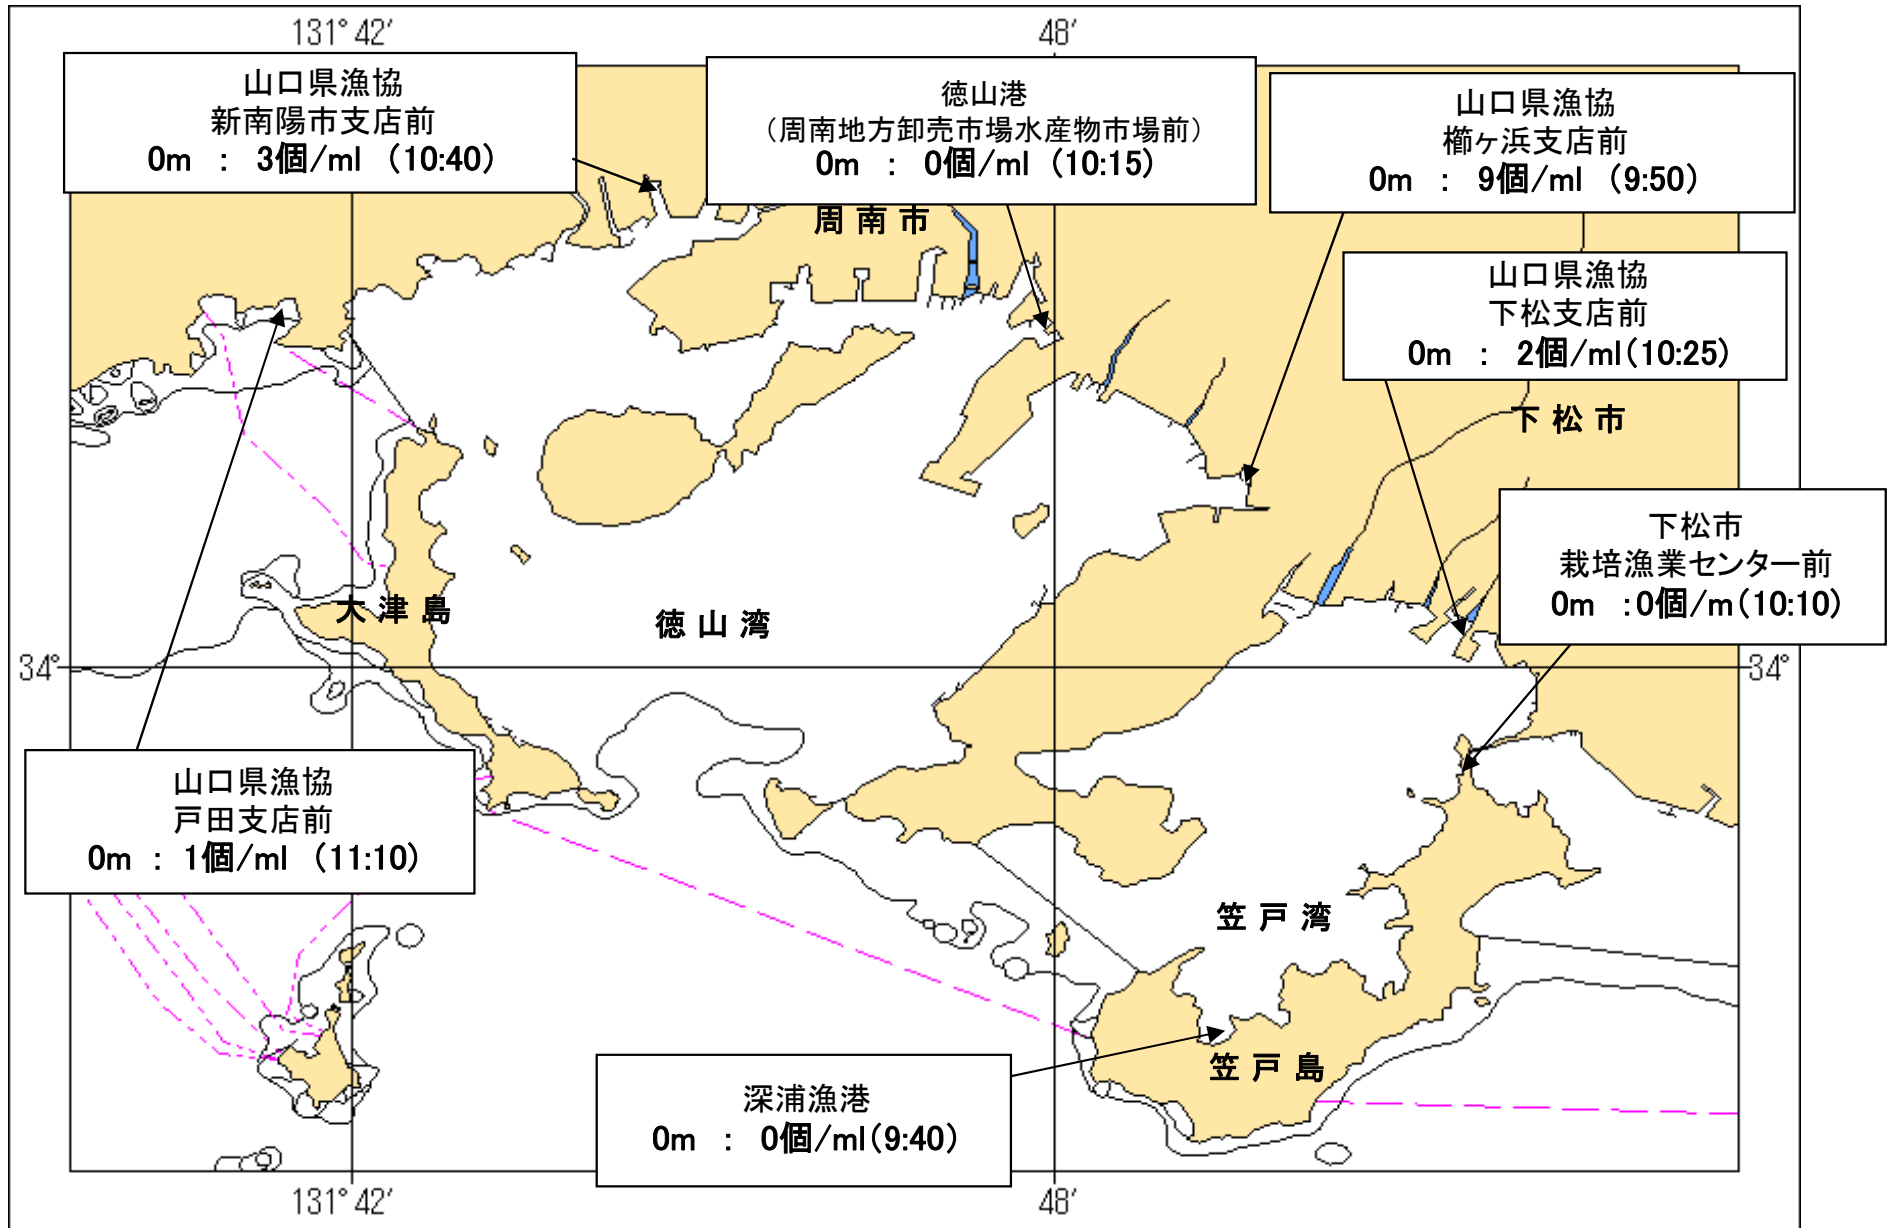 131° 42′
48′
山口県漁協
新南陽市支店前
0m : 3個/ml (10:40)
徳山港
(周南地方卸売市場水産物市場前)
0m : 0個/ml (10:15)
山口県漁協
櫛ヶ浜支店前
0m : 9個/ml (9:50)
周南市
山口県漁協
下松支店前
0m : 2個/ml(10:25)
下松市
下松市
栽培漁業センター前
0m :0個/m(10:10)
大津島
徳山湾
34°
34°
山口県漁協
戸田支店前
0m : 1個/ml (11:10)
笠戸湾
笠戸島
深浦漁港
0m : 0個/ml(9:40)
131° 42′
48′